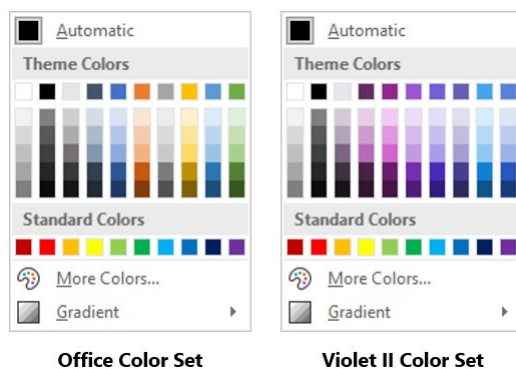 Automatic
Theme Colors
Standard Colors
More Colors...
Gradient
Office Color Set
Automatic
Theme Colors
Standard Colors
More Colors...
Gradient
Violet II Color Set